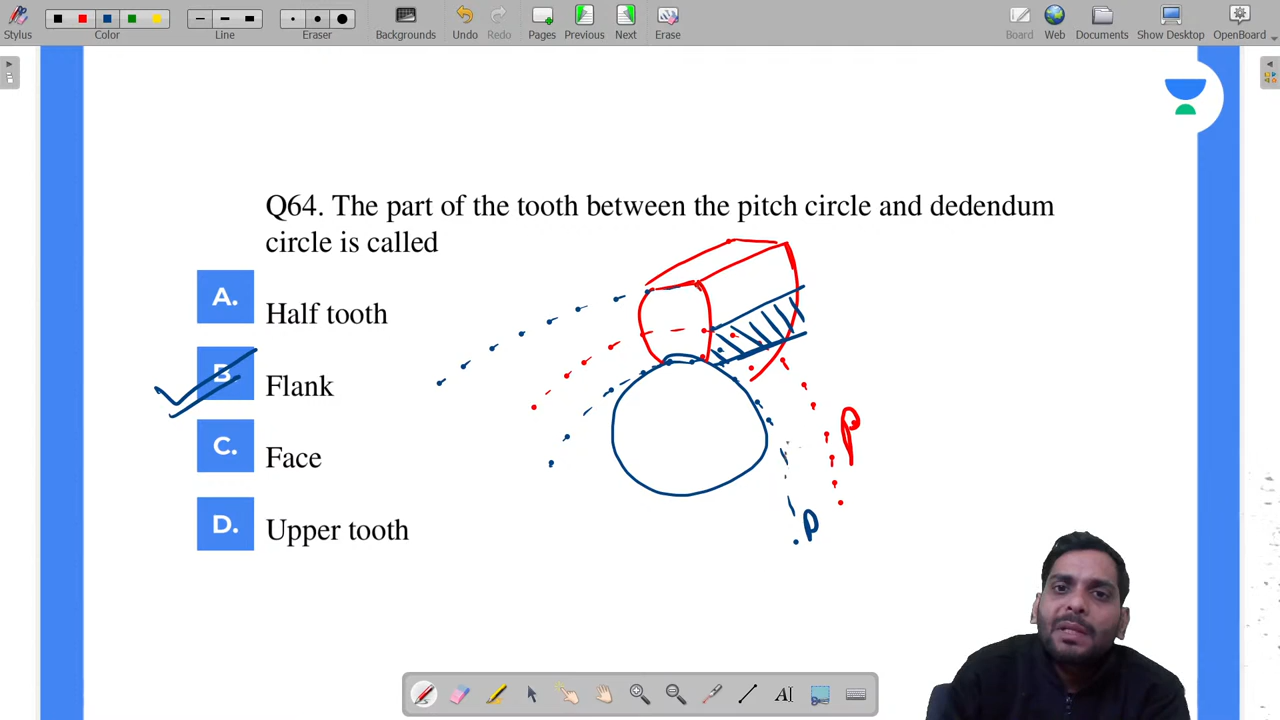 Stylus
Color
Line
Eraser
Backgrounds
Undo
Redo
Pages
Previous
Next
Erase
Board
Web
Documents
Show Desktop
OpenBoard
Q64. The part of the tooth between the pitch circle and dedendum
circle is called
A.
Half tooth
B.
Flank
C.
Face
D.
Upper tooth
P
D
A